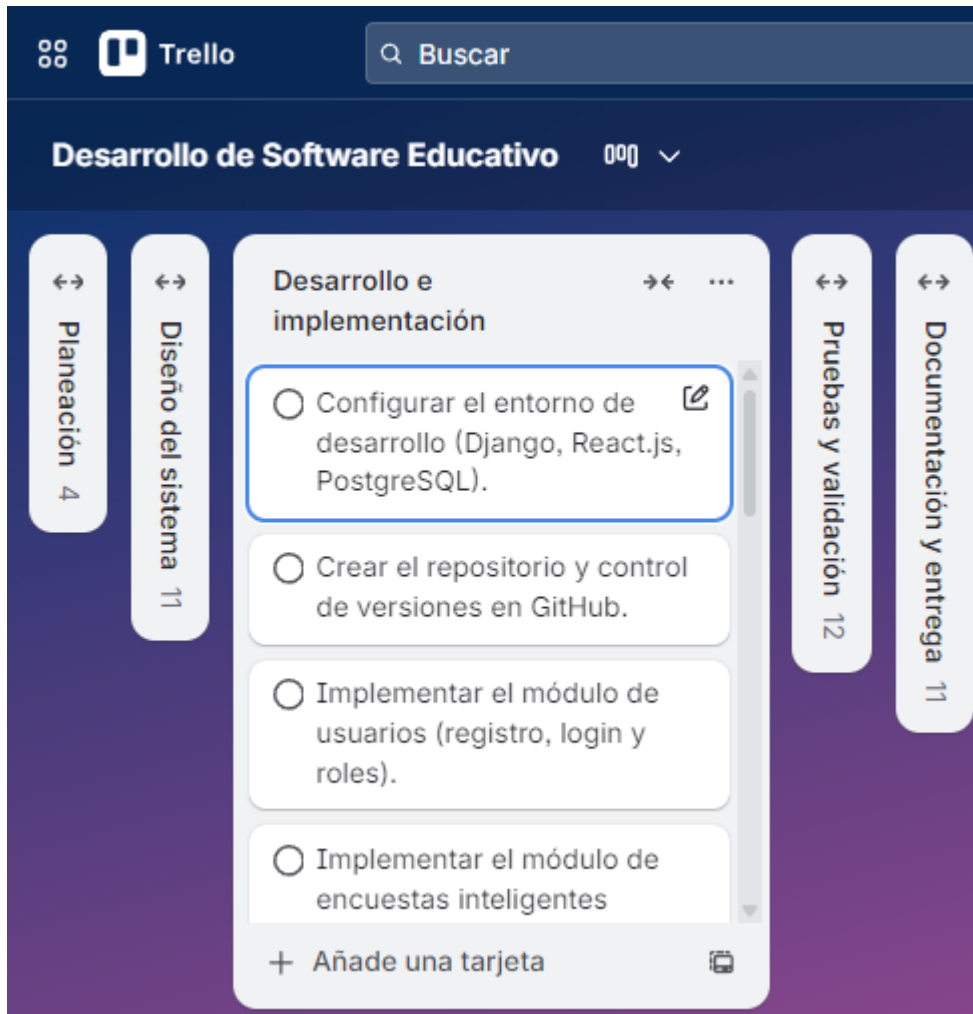 Trello
Buscar
Desarrollo de Software Educativo
Planeación 4
Diseño del sistema 11
Desarrollo e
implementación
Configurar el entorno de
desarrollo (Django, React.js,
PostgreSQL).
Crear el repositorio y control
de versiones en GitHub.
Implementar el módulo de
usuarios (registro, login y
roles).
Implementar el módulo de
encuestas inteligentes
Añade una tarjeta
Pruebas y validación 12
Documentación y entrega 11